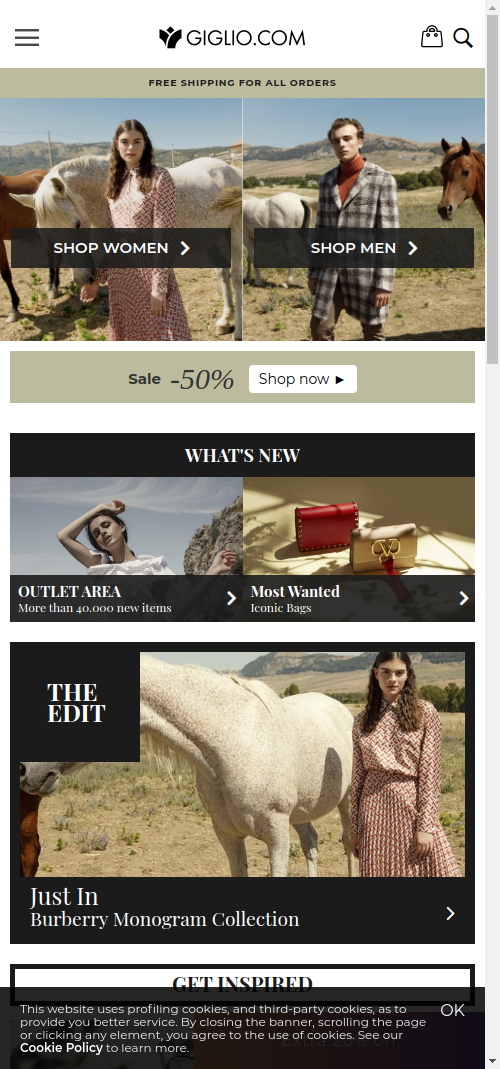 GIGLIO.COM
FREE SHIPPING FOR ALL ORDERS
SHOP WOMEN
SHOP MEN
Sale -50% Shop now ►
WHAT'S NEW
OUTLET AREA
More than 40.000 new items
Most Wanted
Iconic Bags
THE
EDIT
Just In
Burberry Monogram Collection
GET INSPIRED
This website uses profiling cookies, and third-party cookies, as to
provide you better service. By closing the banner, scrolling the page
or clicking any element, you agree to the use of cookies. See our
Cookie Policy to learn more.
OK